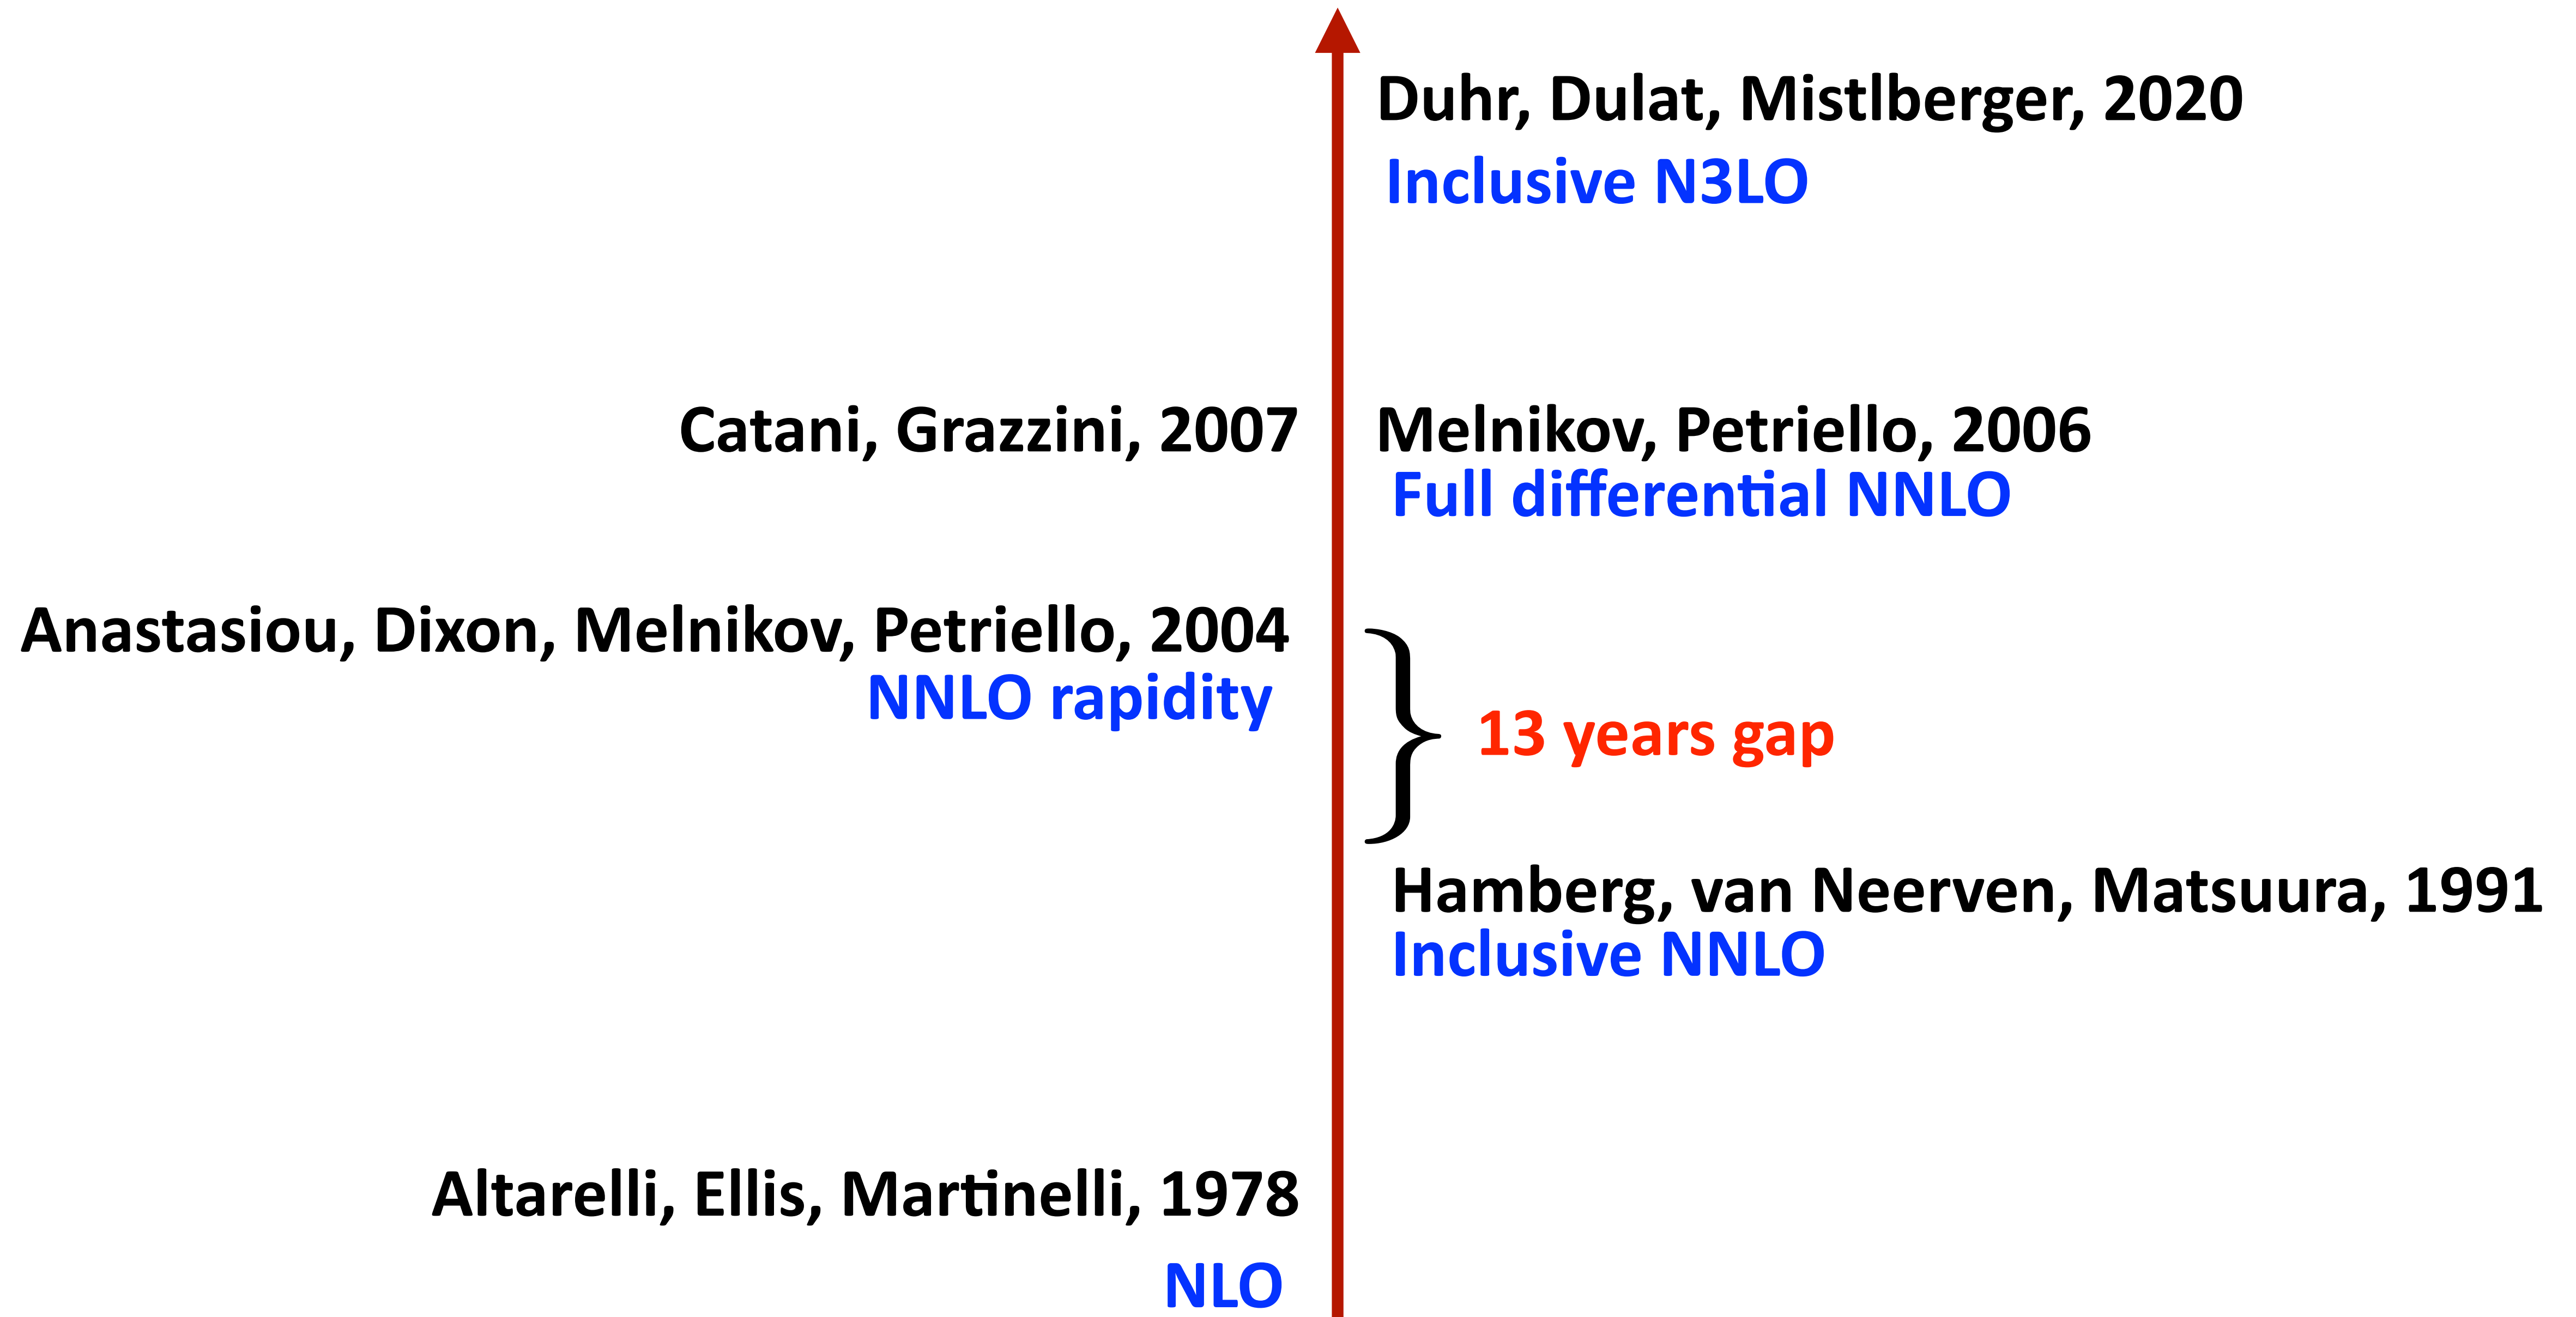 Duhr, Dulat, Mistlberger, 2020
Inclusive N3LO
Catani, Grazzini, 2007
Melnikov, Petriello, 2006
Full differential NNLO
Anastasiou, Dixon, Melnikov, Petriello, 2004
NNLO rapidity
13 years gap
Hamberg, van Neerven, Matsuura, 1991
Inclusive NNLO
Altarelli, Ellis, Martinelli, 1978
NLO